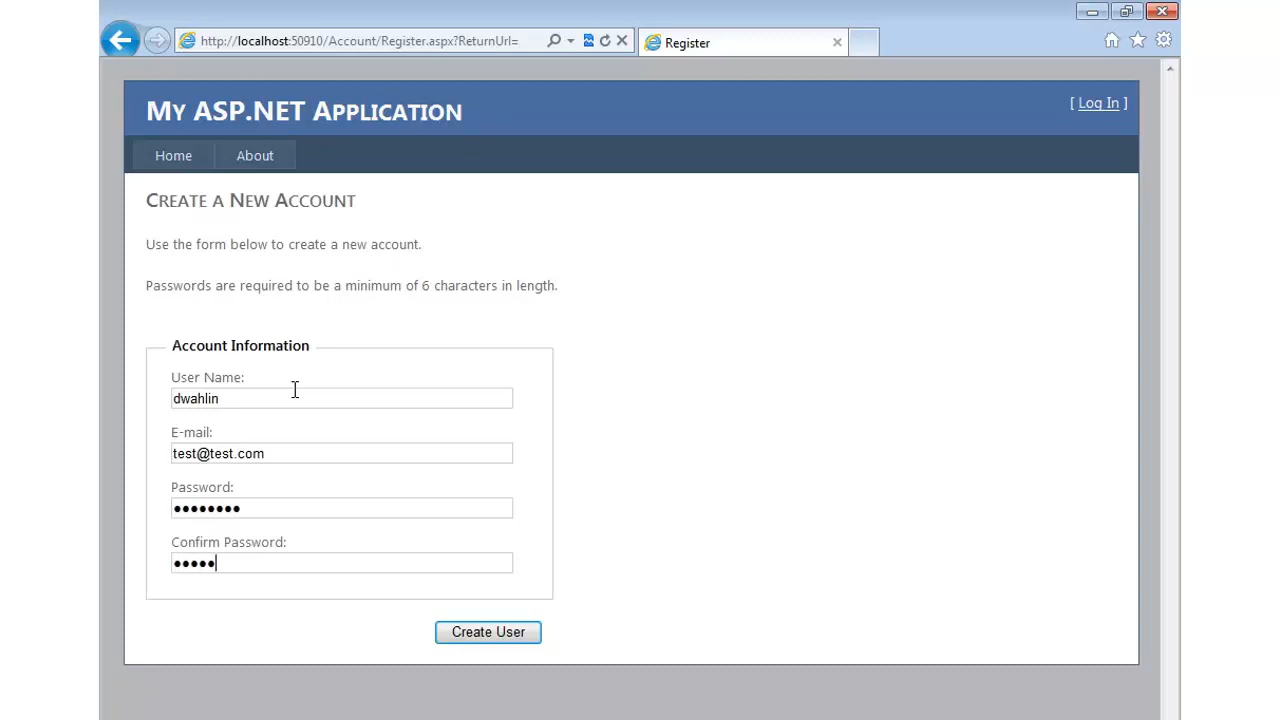 http://localhost:50910/Account/Register.aspx?ReturnUrl=
Register
MY ASP.NET APPLICATION
[ Log In ]
Home
About
CREATE A NEW ACCOUNT
Use the form below to create a new account.
Passwords are required to be a minimum of 6 characters in length.
Account Information
User Name:
dwahlin
E-mail:
test@test.com
Password:
●●●●●●●●
Confirm Password:
●●●●●
Create User